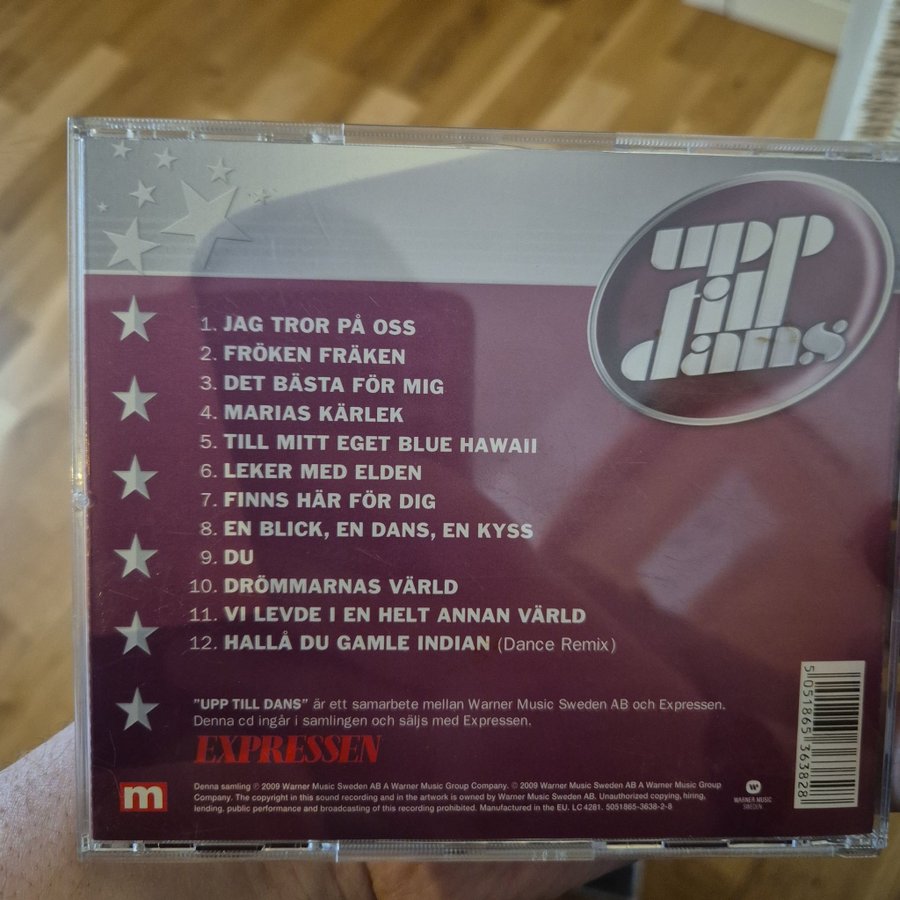 upp
till
dans
1. JAG TROR PÅ OSS
2. FRÖKEN FRÄKEN
3. DET BÄSTA FÖR MIG
4. MARIAS KÄRLEK
5. TILL MITT EGET BLUE HAWAII
6. LEKER MED ELDEN
7. FINNS HÄR FÖR DIG
8. EN BLICK, EN DANS, EN KYSS
9. DU
10. DRÖMMARNAS VÄRLD
11. VI LEVDE I EN HELT ANNAN VÄRLD
12. HALLÅ DU GAMLE INDIAN (Dance Remix)
"UPP TILL DANS" är ett samarbete mellan Warner Music Sweden AB och Expressen.
Denna cd ingår i samlingen och säljs med Expressen.
EXPRESSEN
m
Denna samling ℗ 2009 Warner Music Sweden AB A Warner Music Group Company. © 2009 Warner Music Sweden AB A Warner Music Group
Company. The copyright in this sound recording and in the artwork is owned by Warner Music Sweden AB. Unauthorized copying, hiring,
lending, public performance and broadcasting of this recording prohibited. Manufactured in the EU. LC 4281. 5051865-3638-2-8
WARNER MUSIC
SWEDEN
5 051865 363828